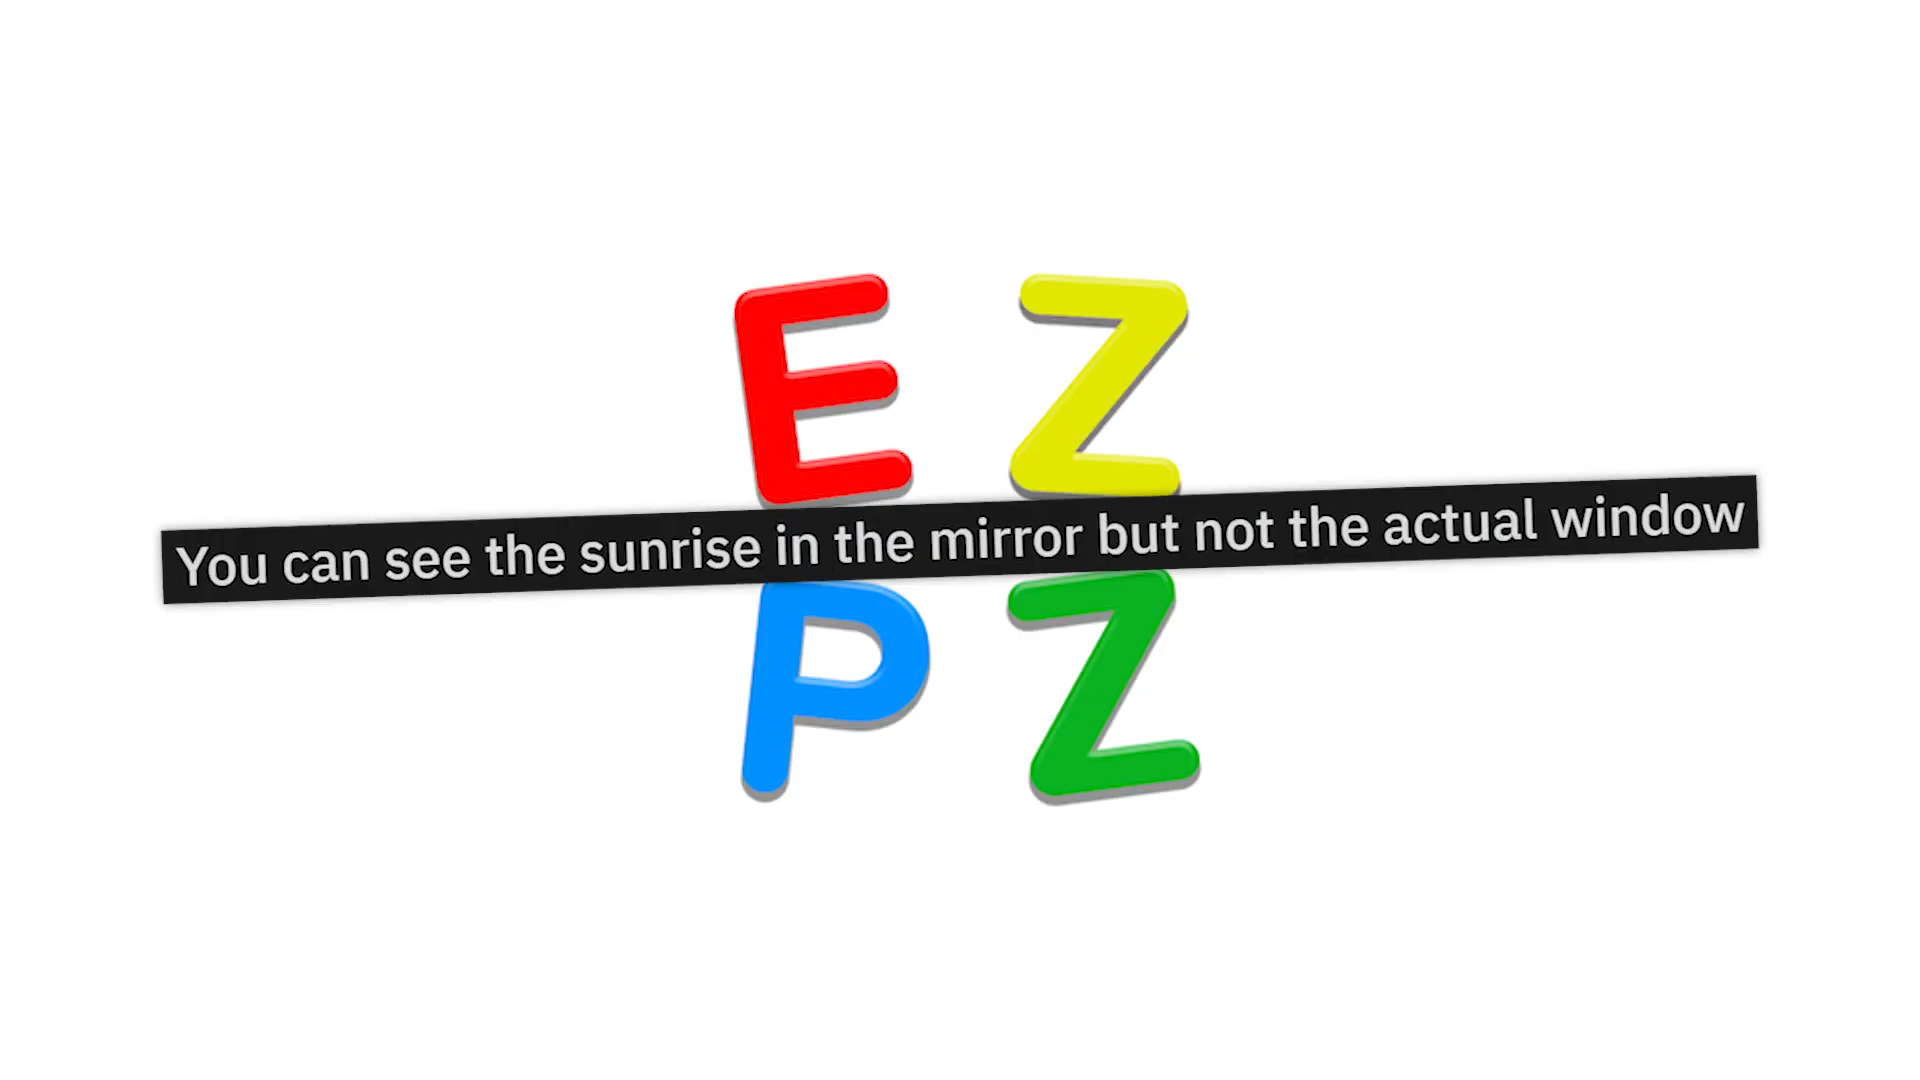 E Z
You can see the sunrise in the mirror but not the actual window
P Z